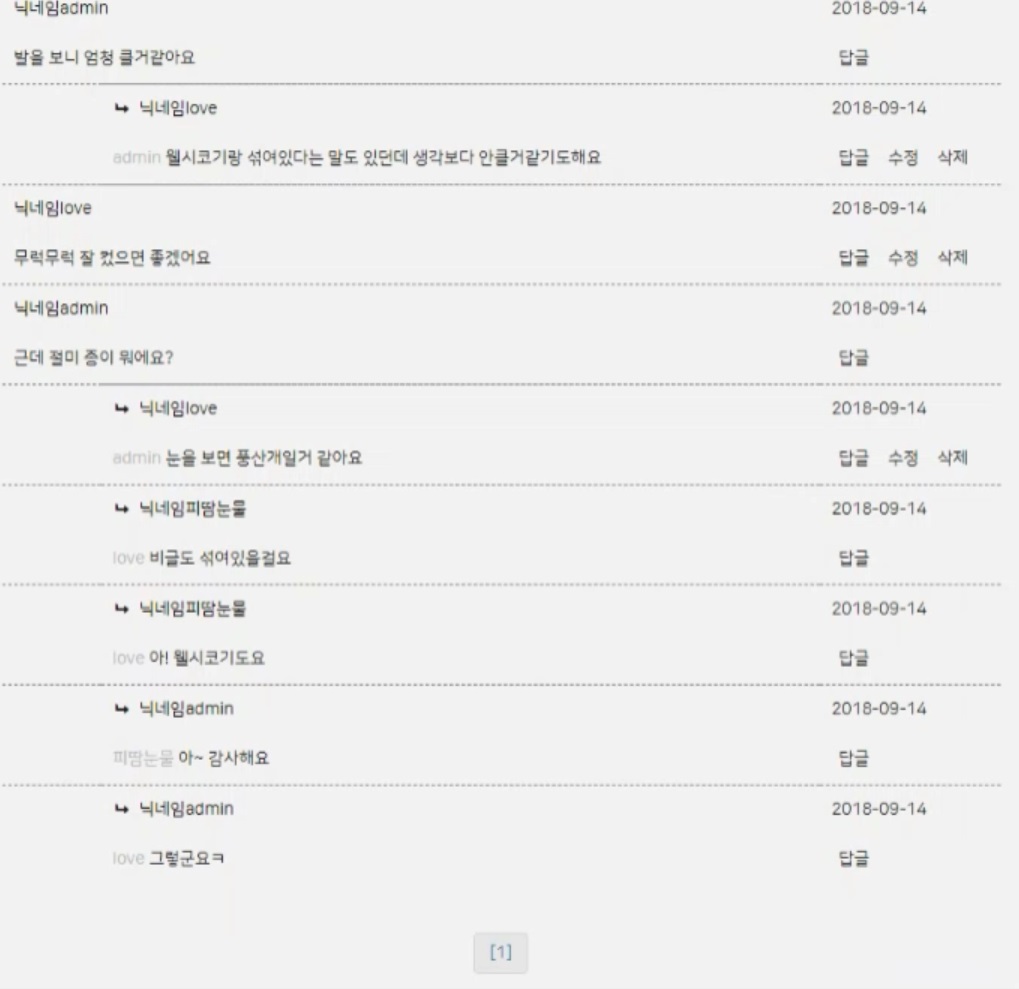 닉네임admin 2018-09-14
발을 보니 엄청 클거같아요 답글
↳ 닉네임love 2018-09-14
admin 웰시코기랑 섞여있다는 말도 있던데 생각보다 안클거같기도해요 답글 수정 삭제
닉네임love 2018-09-14
무럭무럭 잘 컸으면 좋겠어요 답글 수정 삭제
닉네임admin 2018-09-14
근데 절미 종이 뭐에요? 답글
↳ 닉네임love 2018-09-14
admin 눈을 보면 풍산개일거 같아요 답글 수정 삭제
↳ 닉네임피땀눈물 2018-09-14
love 비글도 섞여있을걸요 답글
↳ 닉네임피땀눈물 2018-09-14
love 아! 웰시코기도요 답글
↳ 닉네임admin 2018-09-14
피땀눈물 아~ 감사해요 답글
↳ 닉네임admin 2018-09-14
love 그렇군요ㅋ 답글
[1]